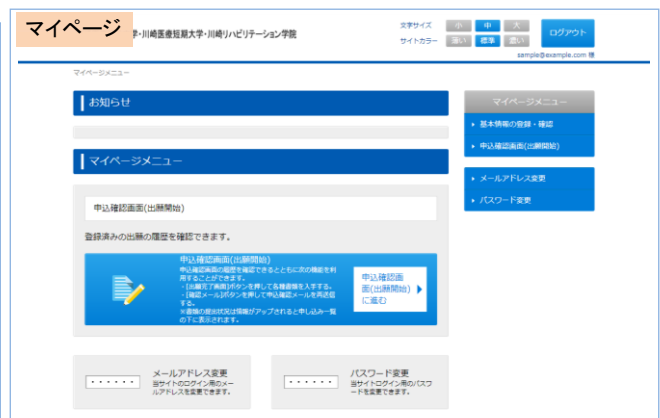 マイページ
・川崎医療短期大学・川崎リハビリテーション学院
文字サイズ 小 中 大
サイトカラー 薄い 標準 濃い
ログアウト
sample@example.com 様
マイページメニュー
お知らせ
マイページメニュー
申込確認画面(出願開始)
登録済みの出願の履歴を確認できます。
申込確認画面(出願開始)
申込確認画面の履歴を確認できるとともに次の機能を利
用することができます。
・[出願完了画面]ボタンを押して各種書類を入手する。
・[確認メール]ボタンを押して申込確認メールを再送信
する。
※書類の提出状況は情報がアップされると申し込み一覧
の下に表示されます。
申込確認画
面(出願開始)
に進む
メールアドレス変更
当サイトのログイン用のメー
ルアドレスを変更できます。
パスワード変更
当サイトログイン用のパスワ
ードを変更できます。
マイページメニュー
基本情報の登録・確認
申込確認画面(出願開始)
メールアドレス変更
パスワード変更